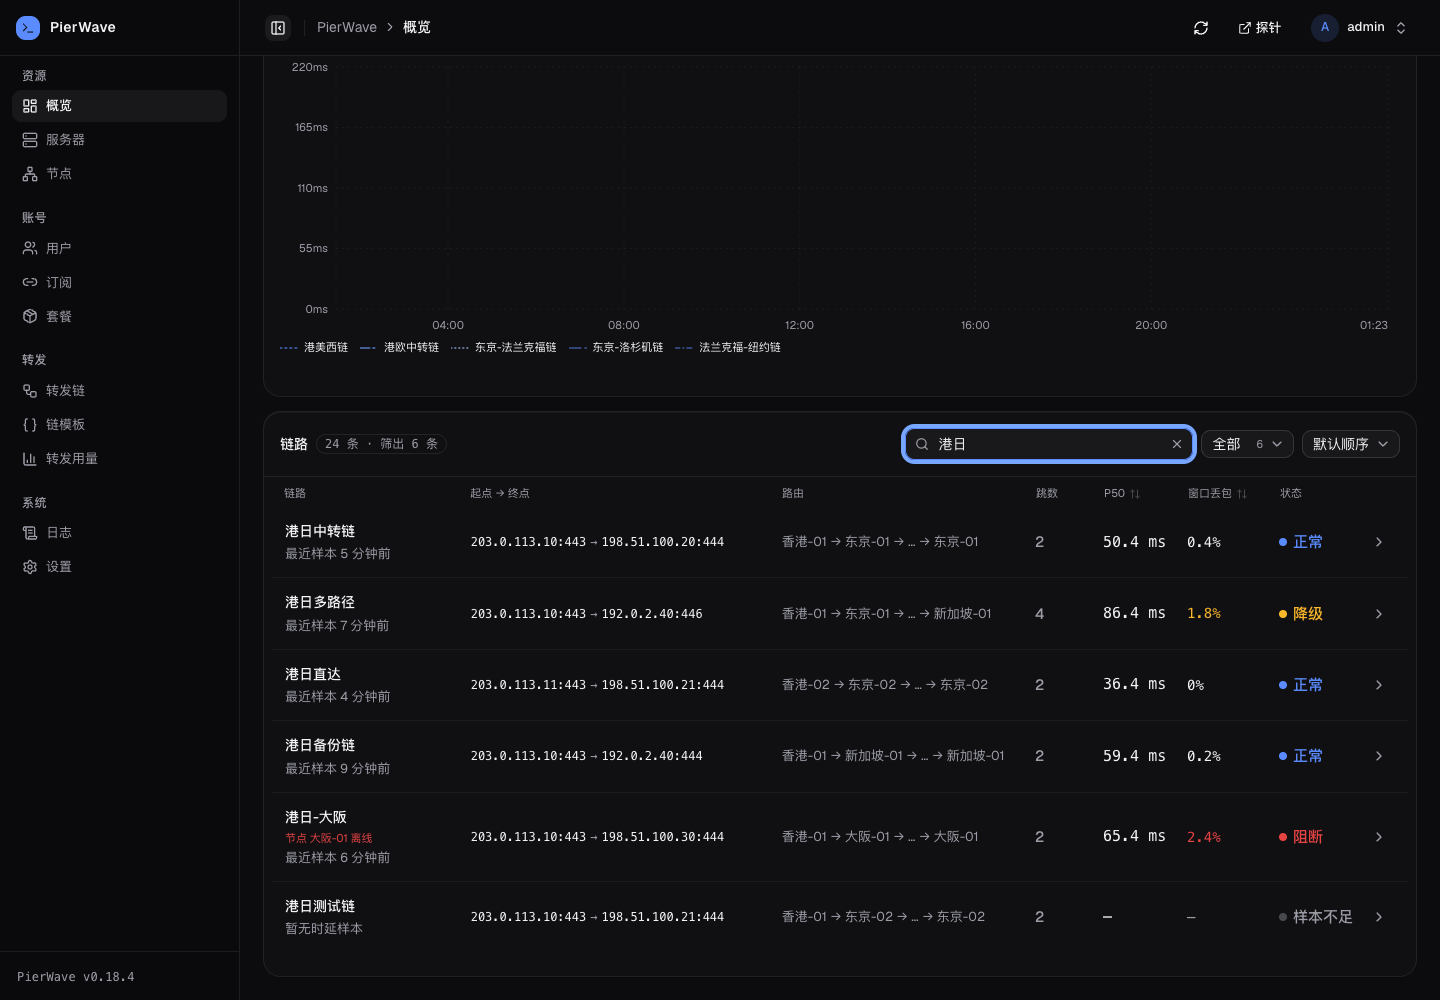 PierWave
PierWave > 概览
探针
A admin
资源
概览
服务器
节点
账号
用户
订阅
套餐
转发
转发链
链模板
转发用量
系统
日志
设置
PierWave v0.18.4
220ms
165ms
110ms
55ms
0ms
04:00 08:00 12:00 16:00 20:00 01:23
港美西链 港欧中转链 东京-法兰克福链 东京-洛杉矶链 法兰克福-纽约链
链路 24 条 · 筛出 6 条 港日 全部 6 默认顺序
链路 起点 → 终点 路由 跳数 P50 窗口丢包 状态
港日中转链
最近样本 5 分钟前
203.0.113.10:443 → 198.51.100.20:444 香港-01 → 东京-01 → … → 东京-01 2 50.4 ms 0.4% 正常
港日多路径
最近样本 7 分钟前
203.0.113.10:443 → 192.0.2.40:446 香港-01 → 东京-01 → … → 新加坡-01 4 86.4 ms 1.8% 降级
港日直达
最近样本 4 分钟前
203.0.113.11:443 → 198.51.100.21:444 香港-02 → 东京-02 → … → 东京-02 2 36.4 ms 0% 正常
港日备份链
最近样本 9 分钟前
203.0.113.10:443 → 192.0.2.40:444 香港-01 → 新加坡-01 → … → 新加坡-01 2 59.4 ms 0.2% 正常
港日-大阪
节点 大阪-01 离线
最近样本 6 分钟前
203.0.113.10:443 → 198.51.100.30:444 香港-01 → 大阪-01 → … → 大阪-01 2 65.4 ms 2.4% 阻断
港日测试链
暂无时延样本
203.0.113.10:443 → 198.51.100.21:444 香港-01 → 东京-02 → … → 东京-02 2 — — 样本不足